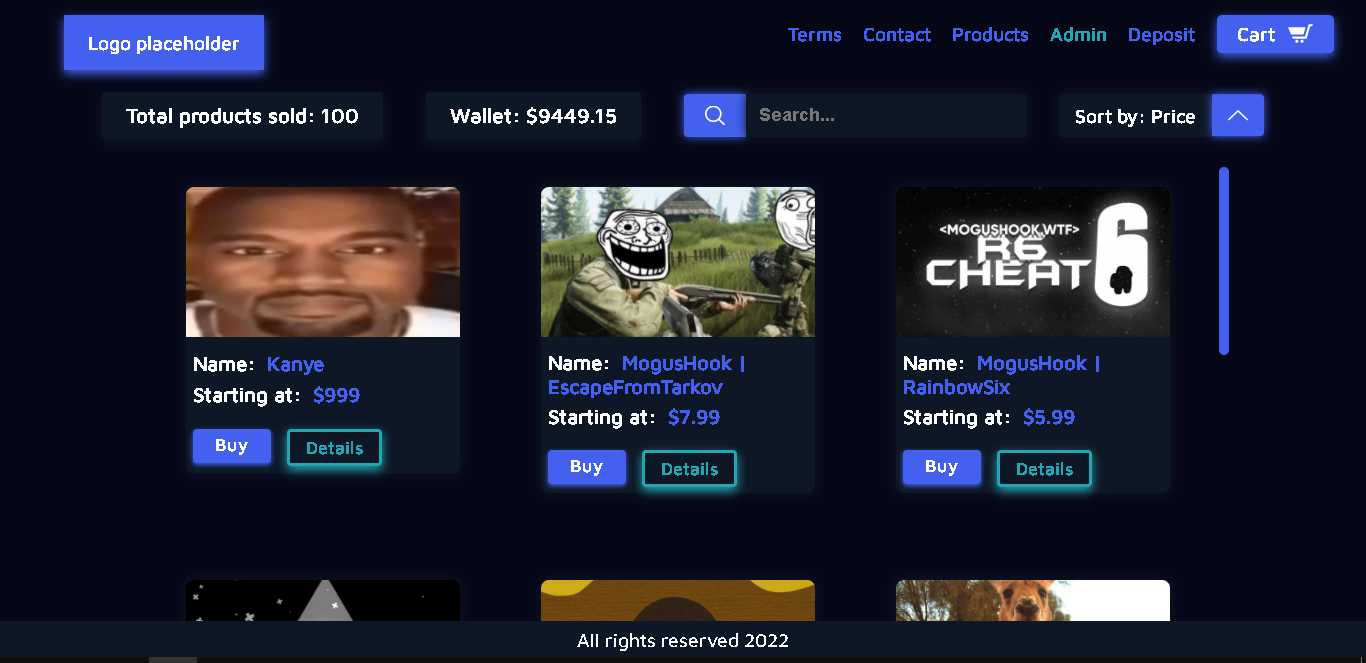 Logo placeholder
Terms Contact Products Admin Deposit Cart
Total products sold: 100
Wallet: $9449.15
Search...
Sort by: Price
<MOGUSHOOK.WTF>
R6
CHEAT 6
Name: Kanye
Starting at: $999
Buy Details
Name: MogusHook |
EscapeFromTarkov
Starting at: $7.99
Buy Details
Name: MogusHook |
RainbowSix
Starting at: $5.99
Buy Details
All rights reserved 2022